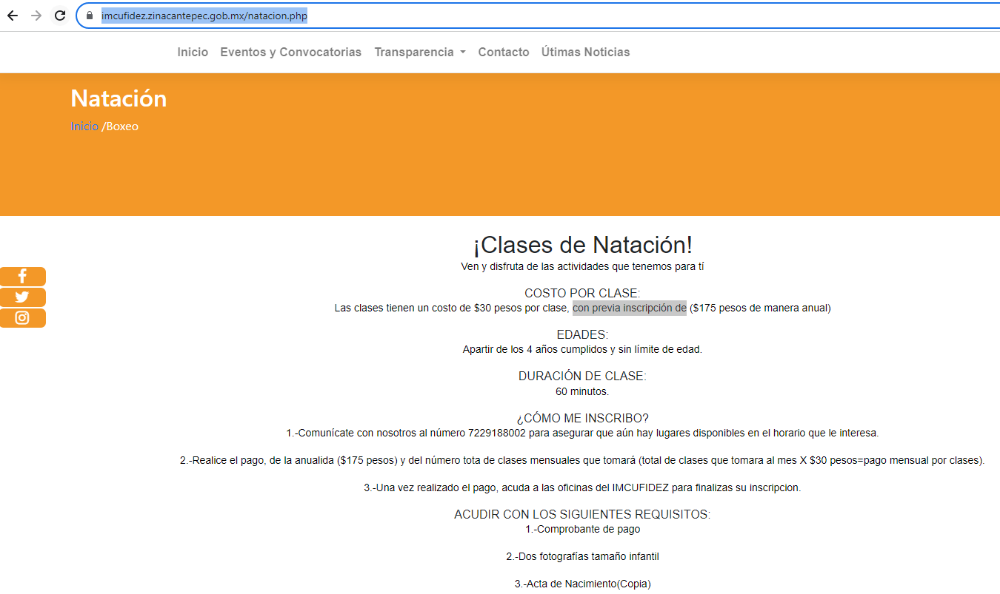 imcufidez.zinacantepec.gob.mx/natacion.php
Inicio Eventos y Convocatorias Transparencia Contacto Útimas Noticias
Natación
Inicio /Boxeo
¡Clases de Natación!
Ven y disfruta de las actividades que tenemos para tí
COSTO POR CLASE:
Las clases tienen un costo de $30 pesos por clase, con previa inscripción de ($175 pesos de manera anual)
EDADES:
Apartir de los 4 años cumplidos y sin límite de edad.
DURACIÓN DE CLASE:
60 minutos.
¿CÓMO ME INSCRIBO?
1.-Comunícate con nosotros al número 7229188002 para asegurar que aún hay lugares disponibles en el horario que le interesa.
2.-Realice el pago, de la anualida ($175 pesos) y del número tota de clases mensuales que tomará (total de clases que tomara al mes X $30 pesos=pago mensual por clases).
3.-Una vez realizado el pago, acuda a las oficinas del IMCUFIDEZ para finalizas su inscripcion.
ACUDIR CON LOS SIGUIENTES REQUISITOS:
1.-Comprobante de pago
2.-Dos fotografías tamaño infantil
3.-Acta de Nacimiento(Copia)